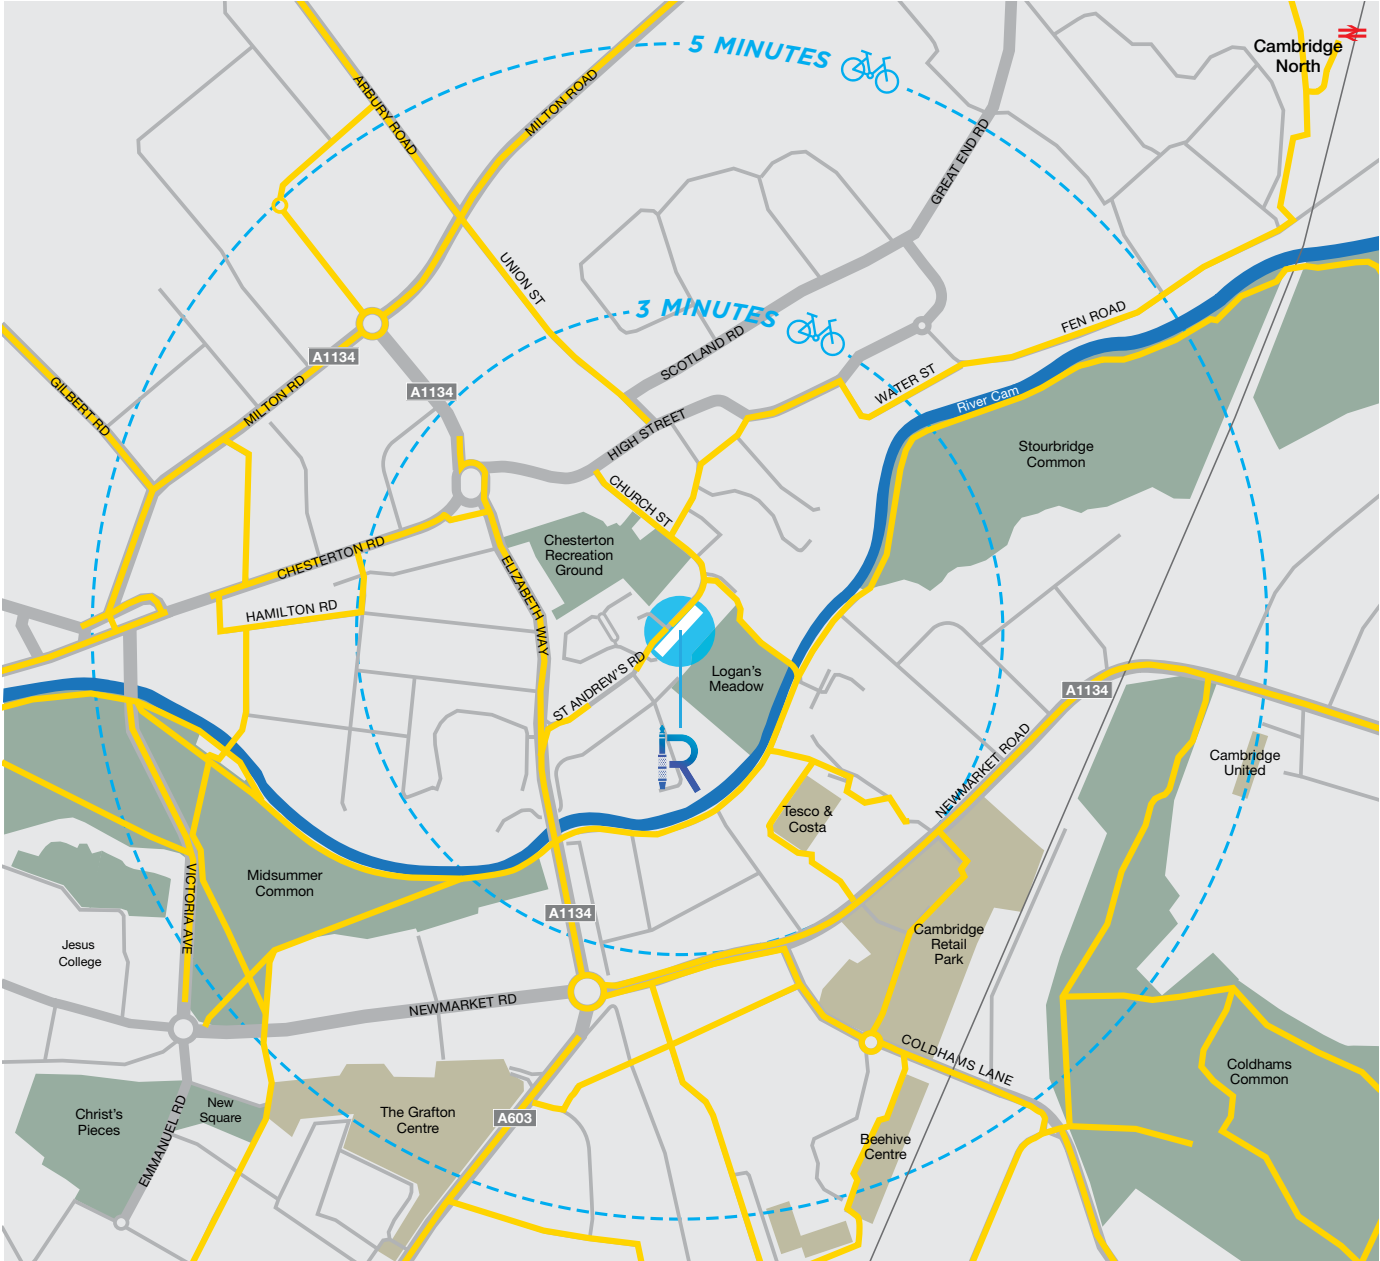 5 MINUTES
Cambridge
North
ARBURY ROAD
MILTON ROAD
GREAT END RD
UNION ST
3 MINUTES
SCOTLAND RD
FEN ROAD
A1134
A1134
WATER ST
River Cam
GILBERT RD
MILTON RD
HIGH STREET
Stourbridge
Common
CHURCH ST
CHESTERTON RD
Chesterton
Recreation
Ground
ELIZABETH WAY
HAMILTON RD
ST ANDREW'S RD
Logan's
Meadow
A1134
R
NEWMARKET ROAD
Cambridge
United
Tesco &
Costa
Midsummer
Common
VICTORIA AVE
A1134
Cambridge
Retail
Park
Jesus
College
NEWMARKET RD
COLDHAMS LANE
Coldhams
Common
Christ's
Pieces
New
Square
The Grafton
Centre
A603
EMMANUEL RD
Beehive
Centre